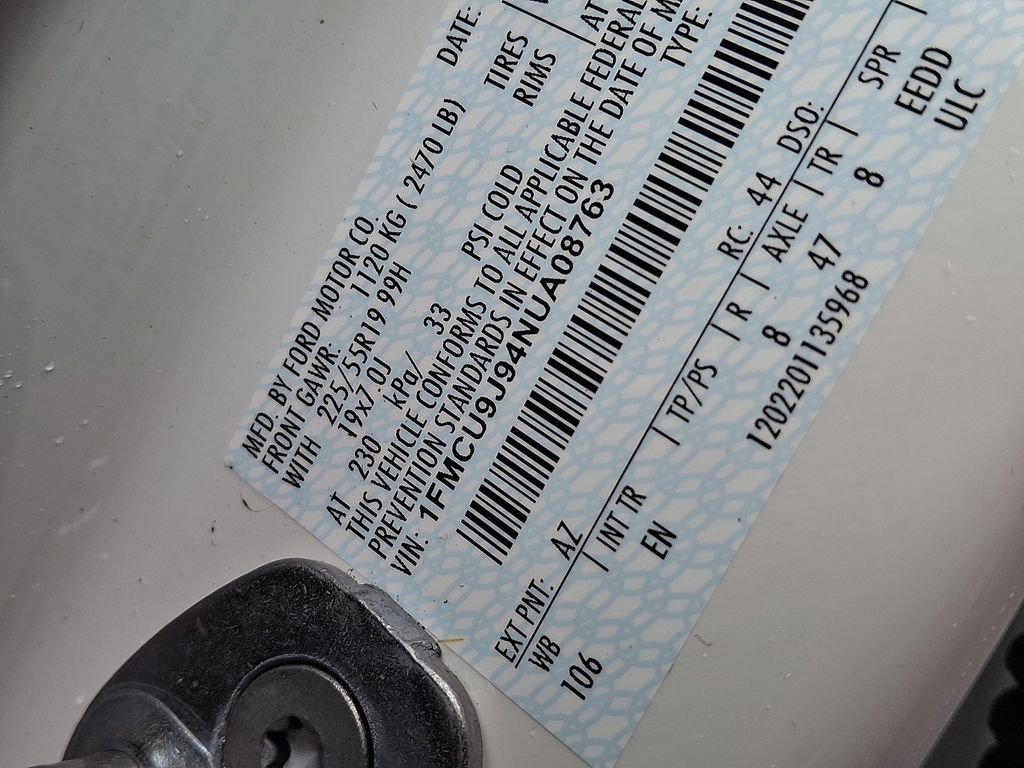 MFD. BY FORD MOTOR CO. DATE:
FRONT GAWR: 1120 KG ( 2470 LB)
WITH 225/55R19 99H TIRES
19x7.0J RIMS
AT 230 kPa/ 33 PSI COLD AT
THIS VEHICLE CONFORMS TO ALL APPLICABLE FEDERAL
PREVENTION STANDARDS IN EFFECT ON THE DATE OF
VIN: 1FMCU9J94NUA08763 TYPE:
EXT PNT: AZ RC: 44 DSO:
WB | INT TR | TP/PS | R | AXLE | TR | SPR
106 EN 8 47 8 EEDD
1202201135968 ULC